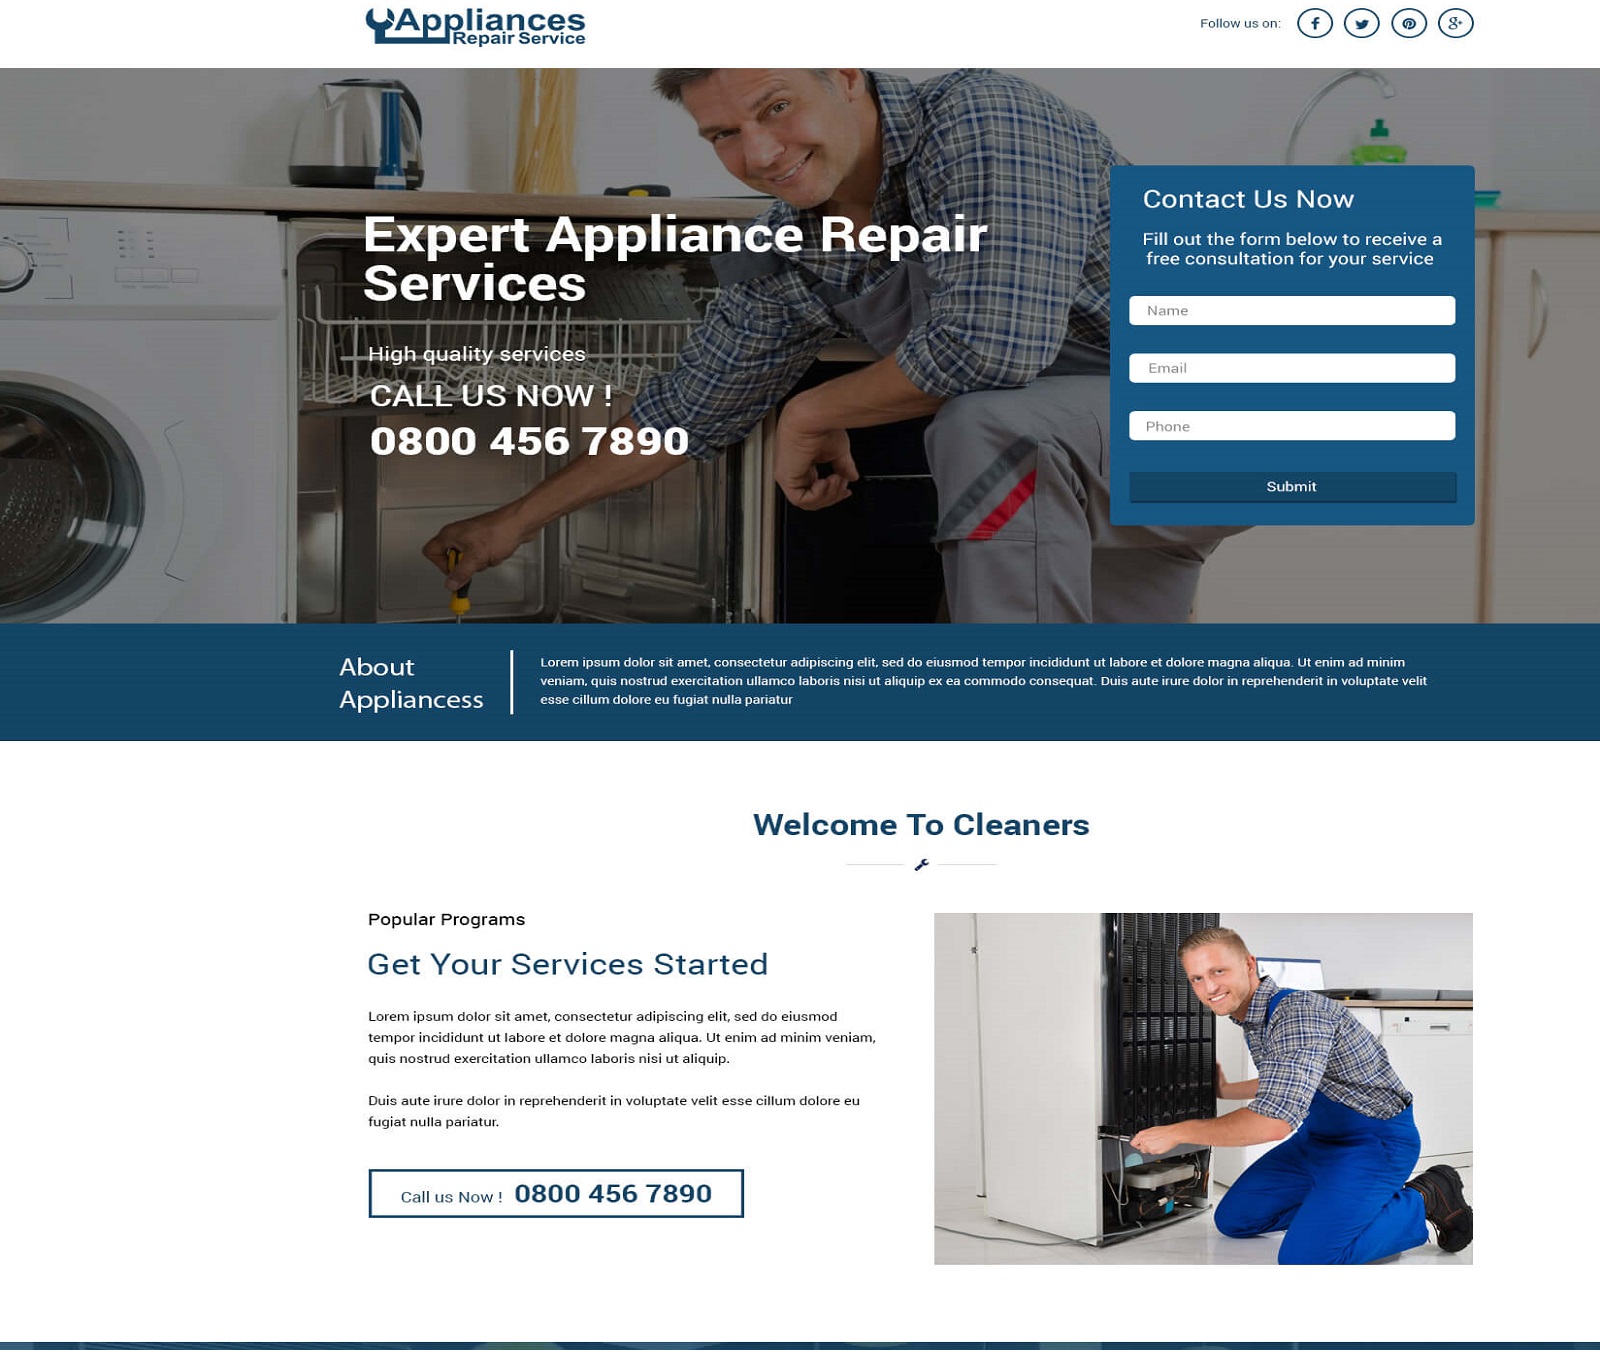 Appliances
Repair Service
Follow us on:
Expert Appliance Repair
Services
High quality services
CALL US NOW !
0800 456 7890
Contact Us Now
Fill out the form below to receive a
free consultation for your service
Name
Email
Phone
Submit
About
Appliancess
Lorem ipsum dolor sit amet, consectetur adipiscing elit, sed do eiusmod tempor incididunt ut labore et dolore magna aliqua. Ut enim ad minim
veniam, quis nostrud exercitation ullamco laboris nisi ut aliquip ex ea commodo consequat. Duis aute irure dolor in reprehenderit in voluptate velit
esse cillum dolore eu fugiat nulla pariatur
Welcome To Cleaners
Popular Programs
Get Your Services Started
Lorem ipsum dolor sit amet, consectetur adipiscing elit, sed do eiusmod
tempor incididunt ut labore et dolore magna aliqua. Ut enim ad minim veniam,
quis nostrud exercitation ullamco laboris nisi ut aliquip.
Duis aute irure dolor in reprehenderit in voluptate velit esse cillum dolore eu
fugiat nulla pariatur.
Call us Now ! 0800 456 7890